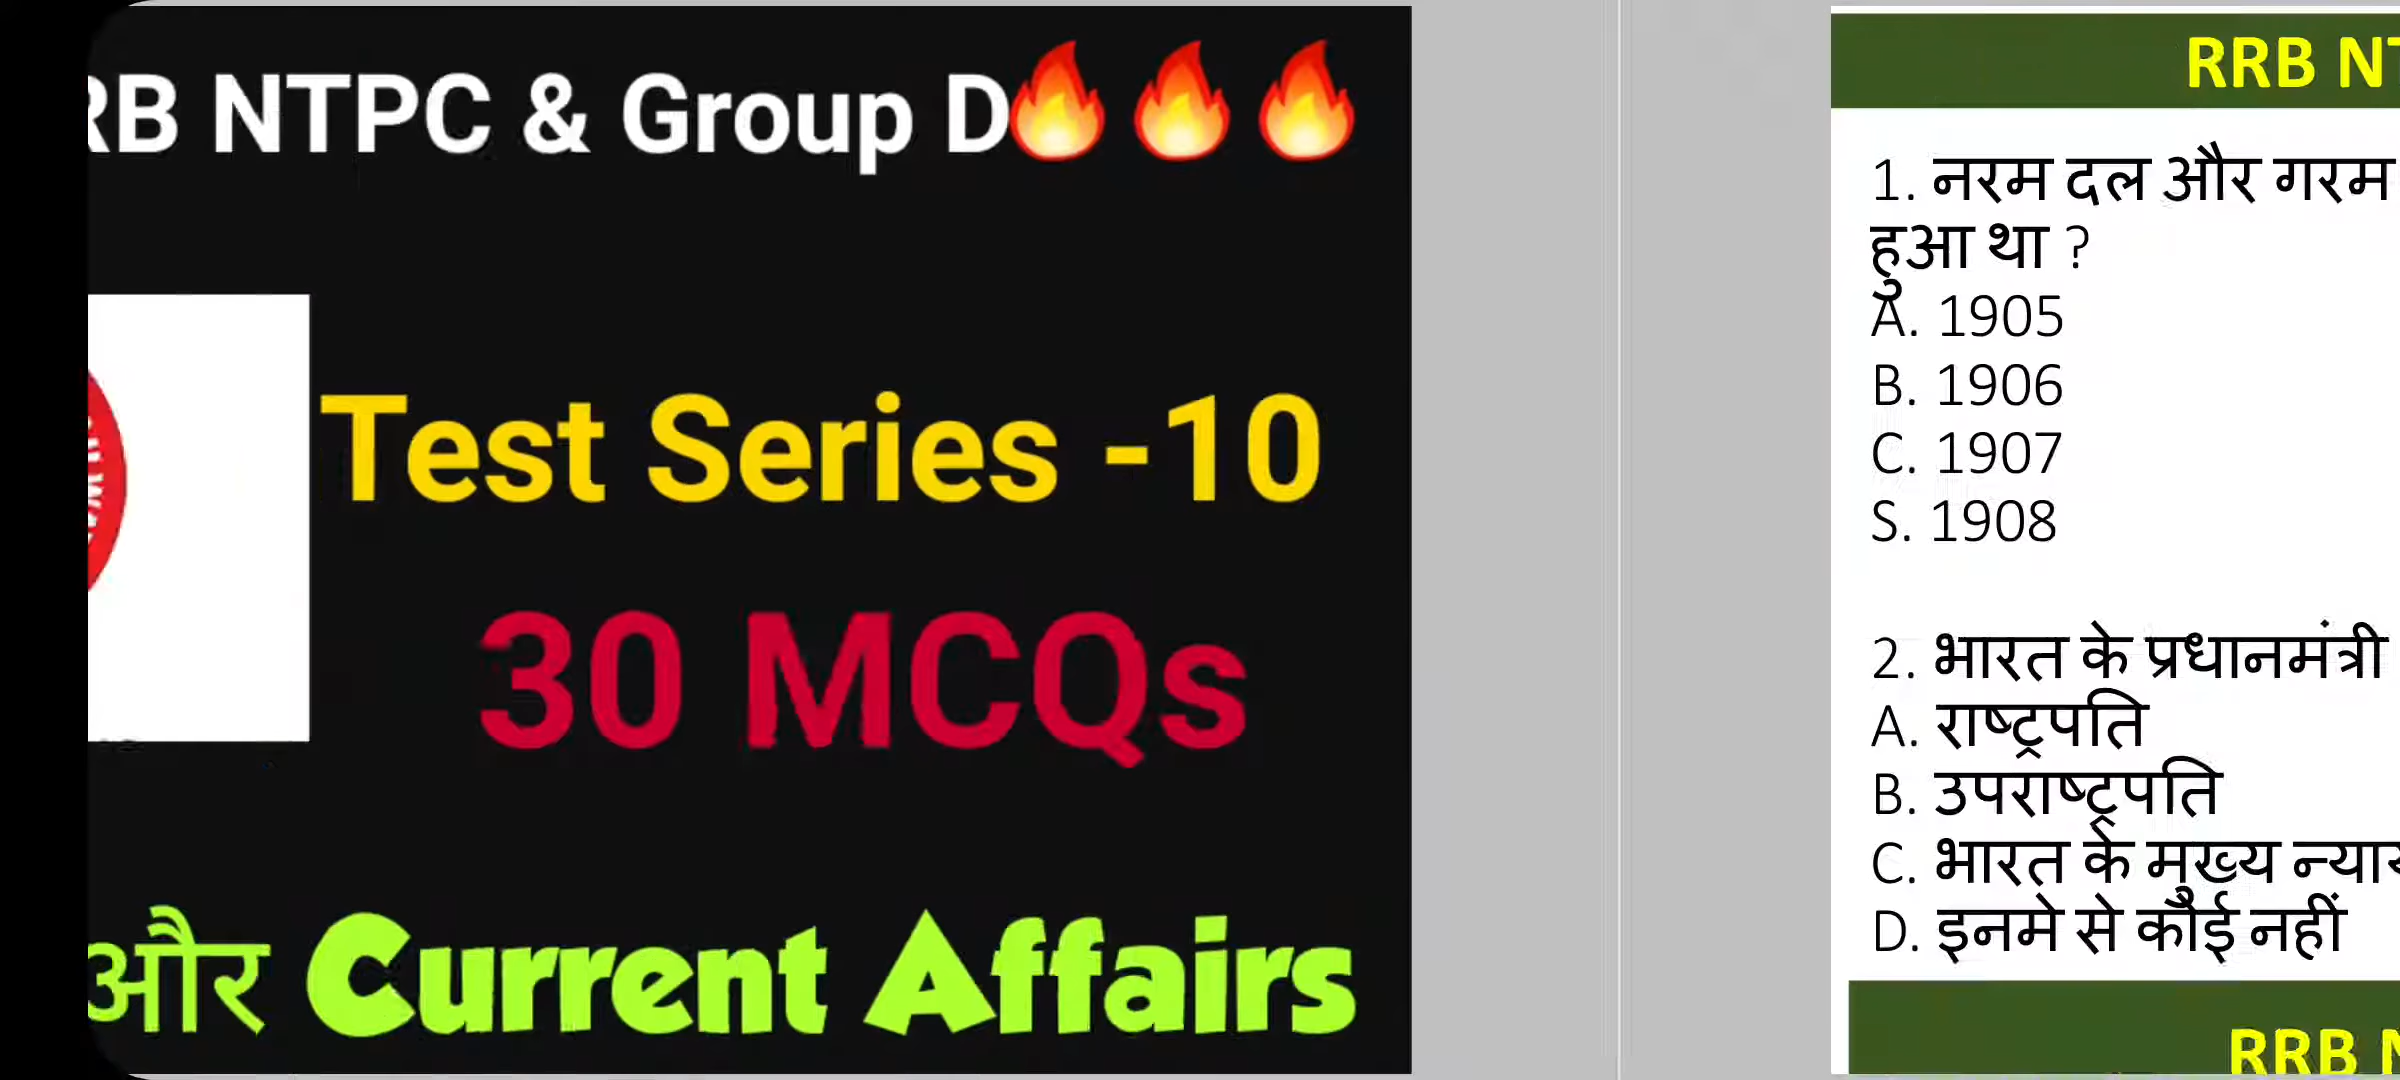 RB NTPC & Group D🔥🔥🔥
Test Series -10
30 MCQs
और Current Affairs
RRB NT
1. नरम दल और गरम
हुआ था ?
A. 1905
B. 1906
C. 1907
S. 1908
2. भारत के प्रधानमंत्री
A. राष्ट्रपति
B. उपराष्ट्रपति
C. भारत के मुख्य न्याय
D. इनमे से कोई नहीं
RRB N